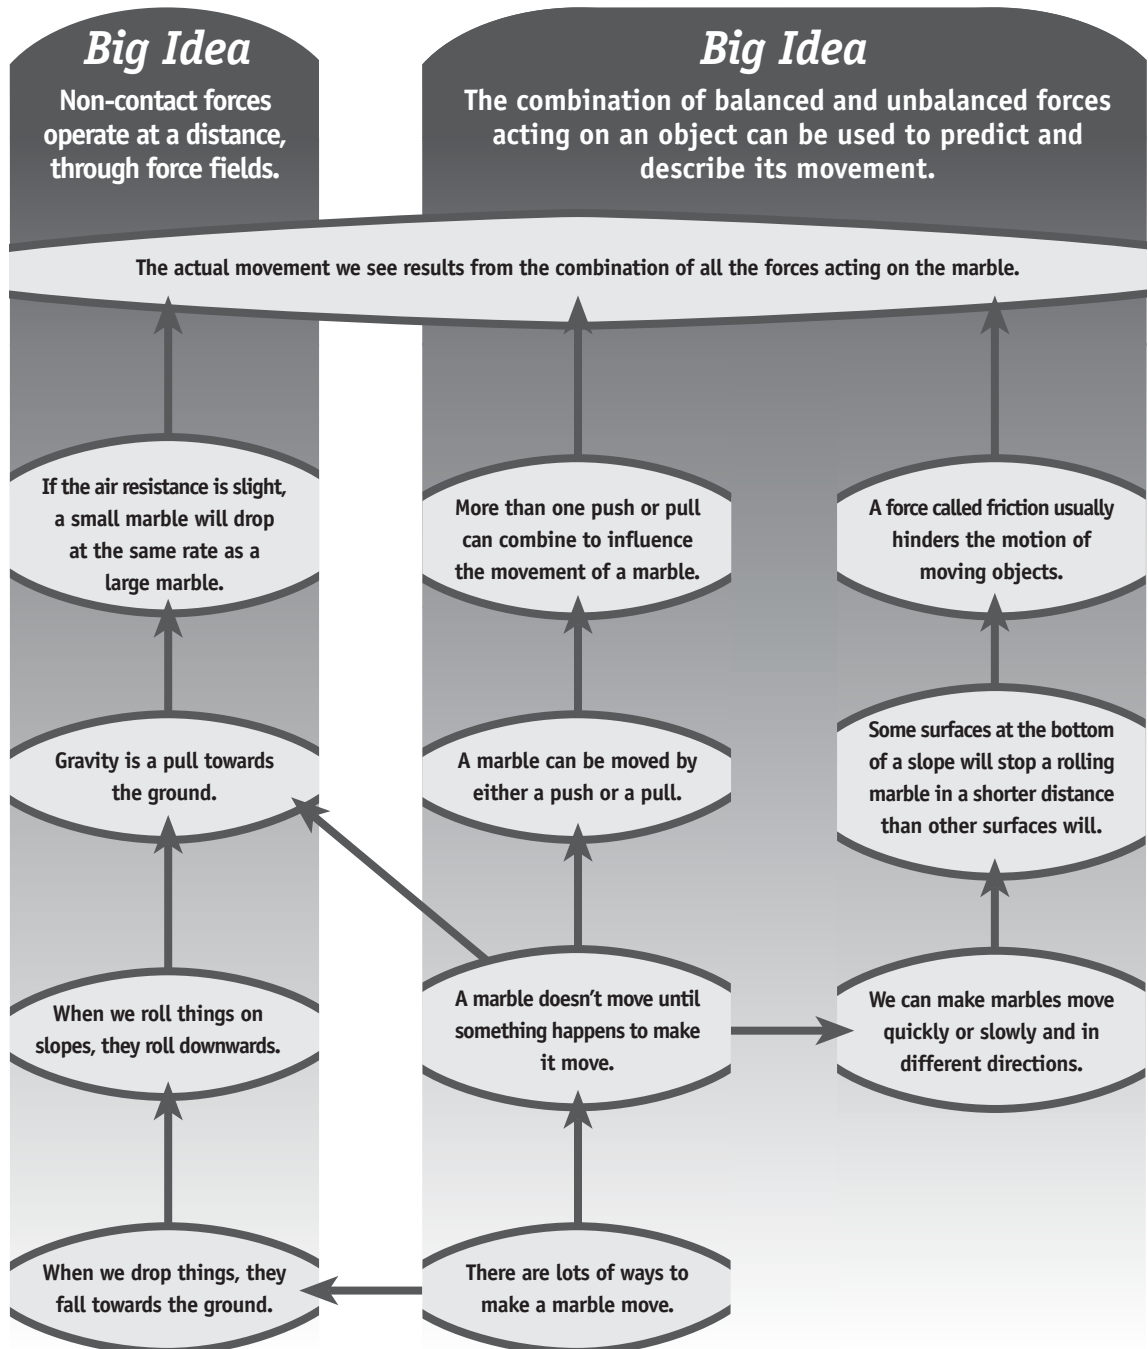 Big Idea
Non-contact forces
operate at a distance,
through force fields.
Big Idea
The combination of balanced and unbalanced forces
acting on an object can be used to predict and
describe its movement.
The actual movement we see results from the combination of all the forces acting on the marble.
If the air resistance is slight,
a small marble will drop
at the same rate as a
large marble.
More than one push or pull
can combine to influence
the movement of a marble.
A force called friction usually
hinders the motion of
moving objects.
Gravity is a pull towards
the ground.
A marble can be moved by
either a push or a pull.
Some surfaces at the bottom
of a slope will stop a rolling
marble in a shorter distance
than other surfaces will.
When we roll things on
slopes, they roll downwards.
A marble doesn't move until
something happens to make
it move.
We can make marbles move
quickly or slowly and in
different directions.
When we drop things, they
fall towards the ground.
There are lots of ways to
make a marble move.